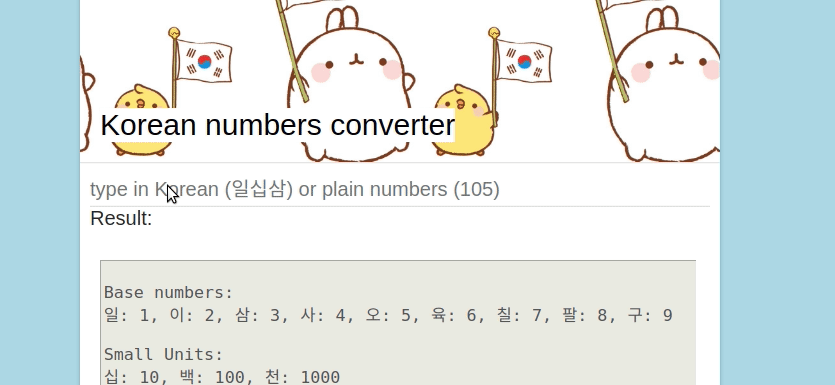 Korean numbers converter
type in Korean (일십삼) or plain numbers (105)
Result:
Base numbers:
일: 1, 이: 2, 삼: 3, 사: 4, 오: 5, 육: 6, 칠: 7, 팔: 8, 구: 9
Small Units:
십: 10, 백: 100, 천: 1000